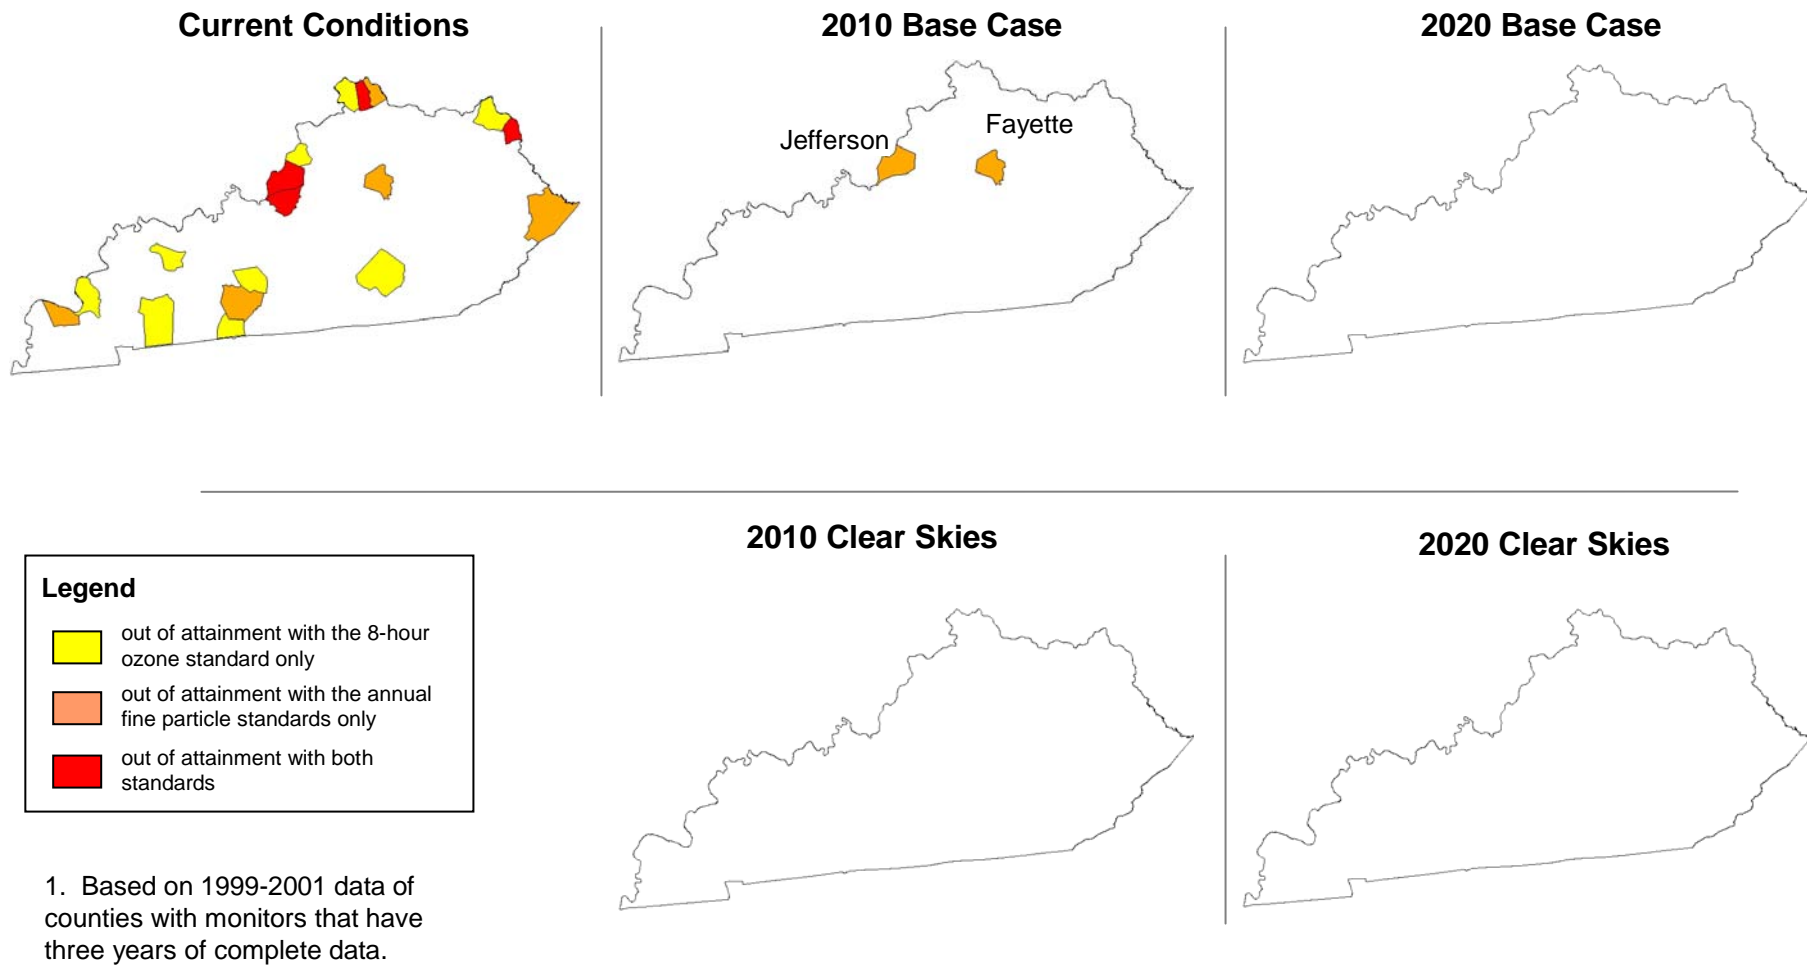 Current Conditions
2010 Base Case
2020 Base Case
Jefferson
Fayette
2010 Clear Skies
2020 Clear Skies
Legend
out of attainment with the 8-hour
ozone standard only
out of attainment with the annual
fine particle standards only
out of attainment with both
standards
1. Based on 1999-2001 data of
counties with monitors that have
three years of complete data.